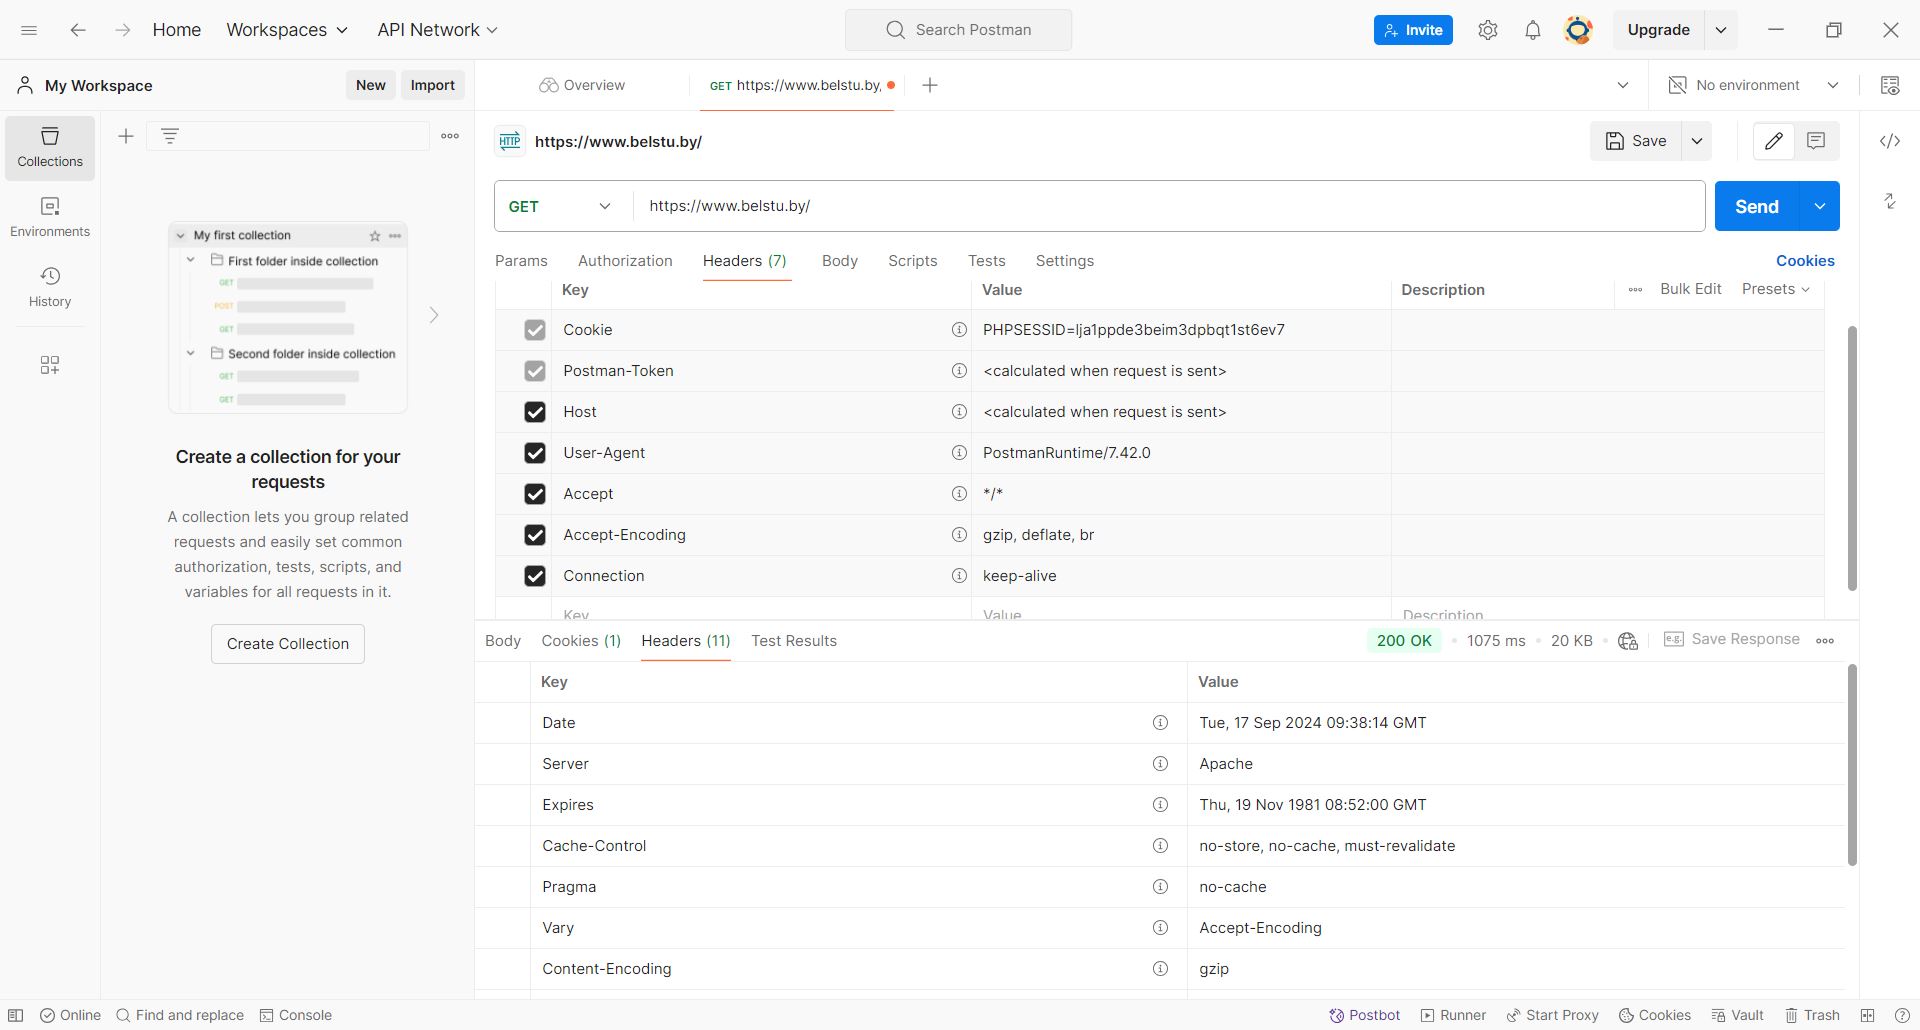 Home Workspaces API Network Search Postman Invite Upgrade
My Workspace New Import Overview GET https://www.belstu.by, No environment
Collections
Environments
History
My first collection
First folder inside collection
GET
POST
GET
Second folder inside collection
GET
GET
Create a collection for your
requests
A collection lets you group related
requests and easily set common
authorization, tests, scripts, and
variables for all requests in it.
Create Collection
HTTP https://www.belstu.by/ Save
GET https://www.belstu.by/ Send
Params Authorization Headers (7) Body Scripts Tests Settings Cookies
Key Value Description Bulk Edit Presets
Cookie PHPSESSID=lja1ppde3beim3dpbqt1st6ev7
Postman-Token <calculated when request is sent>
Host <calculated when request is sent>
User-Agent PostmanRuntime/7.42.0
Accept */*
Accept-Encoding gzip, deflate, br
Connection keep-alive
Key Value Description
Body Cookies (1) Headers (11) Test Results 200 OK • 1075 ms • 20 KB • e.g. Save Response
Key Value
Date Tue, 17 Sep 2024 09:38:14 GMT
Server Apache
Expires Thu, 19 Nov 1981 08:52:00 GMT
Cache-Control no-store, no-cache, must-revalidate
Pragma no-cache
Vary Accept-Encoding
Content-Encoding gzip
Online Find and replace Console Postbot Runner Start Proxy Cookies Vault Trash